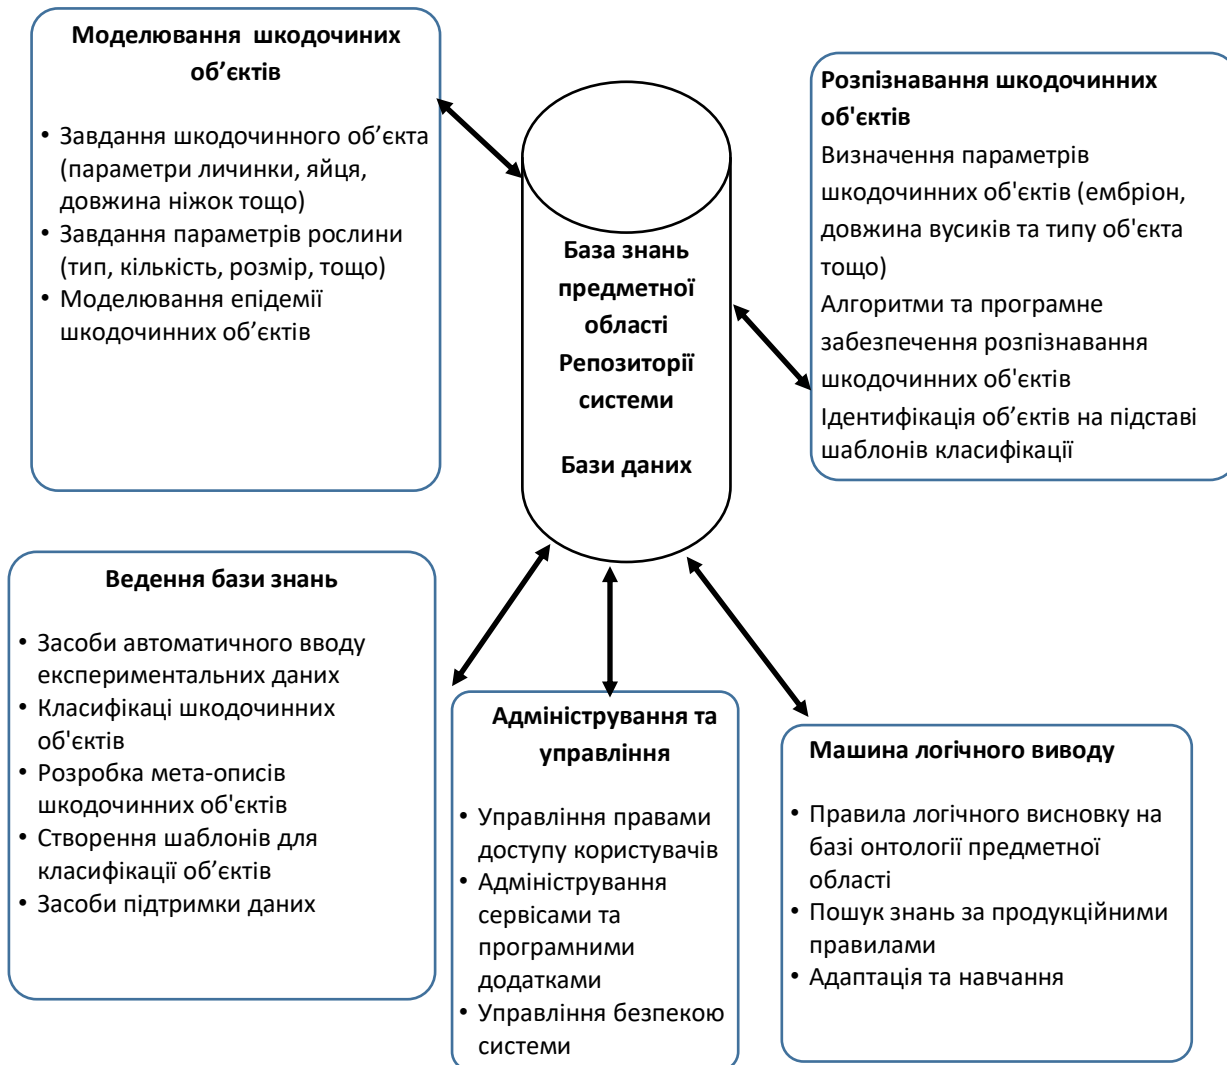 Моделювання шкодочиних
об’єктів
• Завдання шкодочинного об’єкта
(параметри личинки, яйця,
довжина ніжок тощо)
• Завдання параметрів рослини
(тип, кількість, розмір, тощо)
• Моделювання епідемії
шкодочинних об’єктів
База знань
предметної
області
Репозиторії
системи
Бази даних
Розпізнавання шкодочинних
об'єктів
Визначення параметрів
шкодочинних об'єктів (ембріон,
довжина вусиків та типу об'єкта
тощо)
Алгоритми та програмне
забезпечення розпізнавання
шкодочинних об'єктів
Ідентифікація об’єктів на підставі
шаблонів класифікації
Ведення бази знань
• Засоби автоматичного вводу
експериментальних даних
• Класифікаці шкодочинних
об'єктів
• Розробка мета-описів
шкодочинних об'єктів
• Створення шаблонів для
класифікації об’єктів
• Засоби підтримки даних
Адміністрування та
управління
• Управління правами
доступу користувачів
• Адміністрування
сервісами та
програмними
додатками
• Управління безпекою
системи
Машина логічного виводу
• Правила логічного висновку на
базі онтології предметної
області
• Пошук знань за продукційними
правилами
• Адаптація та навчання